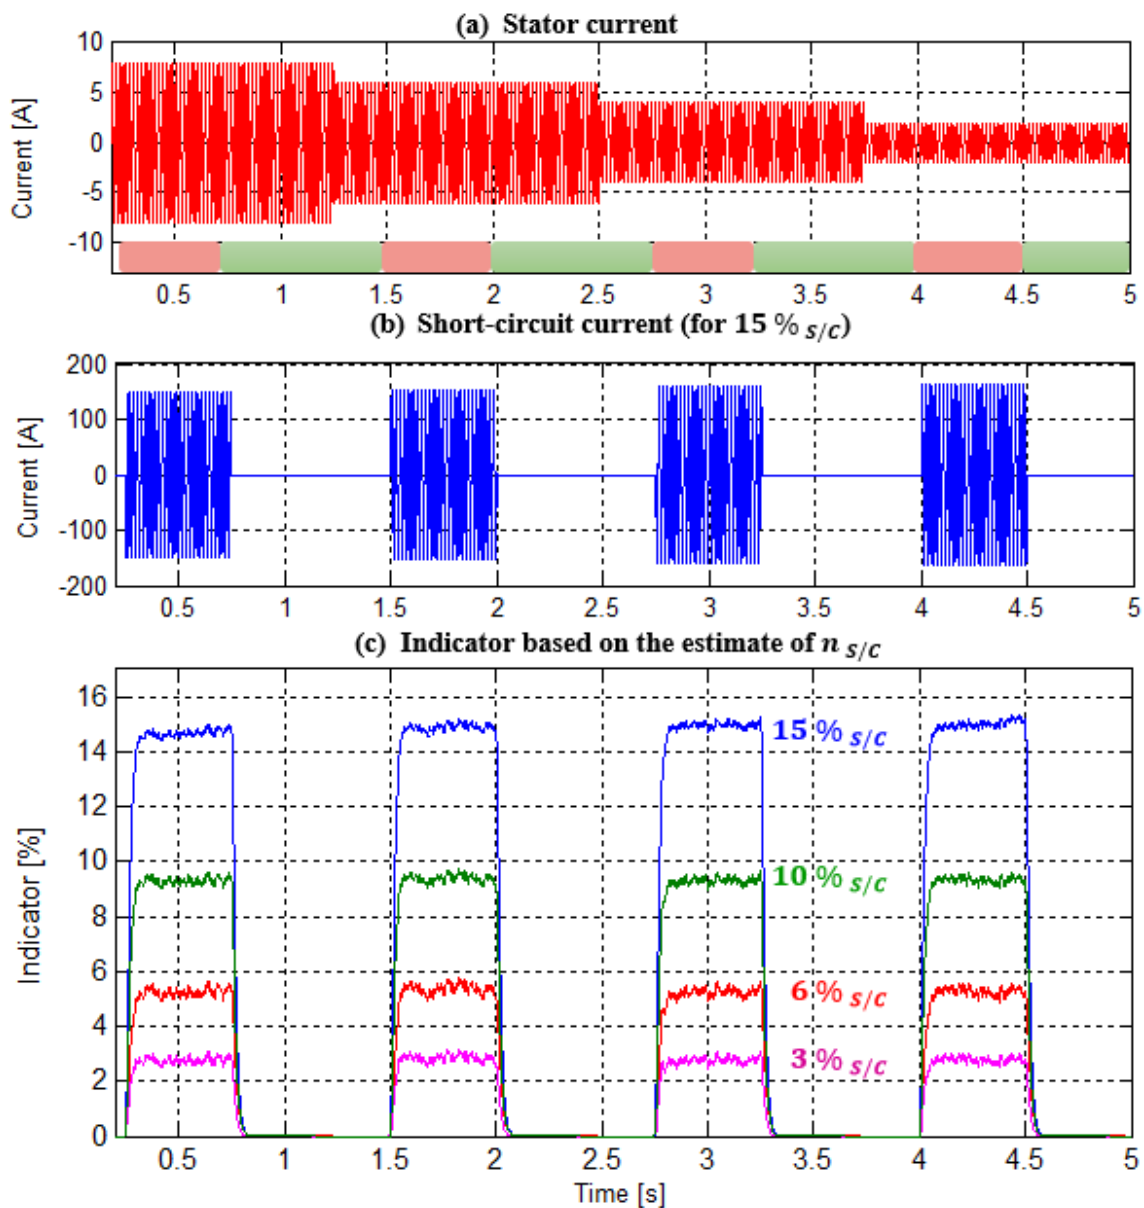 (a) Stator current
10
5
0
-5
-10
Current [A]
0.5 1 1.5 2 2.5 3 3.5 4 4.5 5
(b) Short-circuit current (for 15 % s/c)
200
100
0
-100
-200
Current [A]
0.5 1 1.5 2 2.5 3 3.5 4 4.5 5
(c) Indicator based on the estimate of n s/c
16
14
12
10
8
6
4
2
0
Indicator [%]
15 % s/c
10 % s/c
6 % s/c
3 % s/c
0.5 1 1.5 2 2.5 3 3.5 4 4.5 5
Time [s]